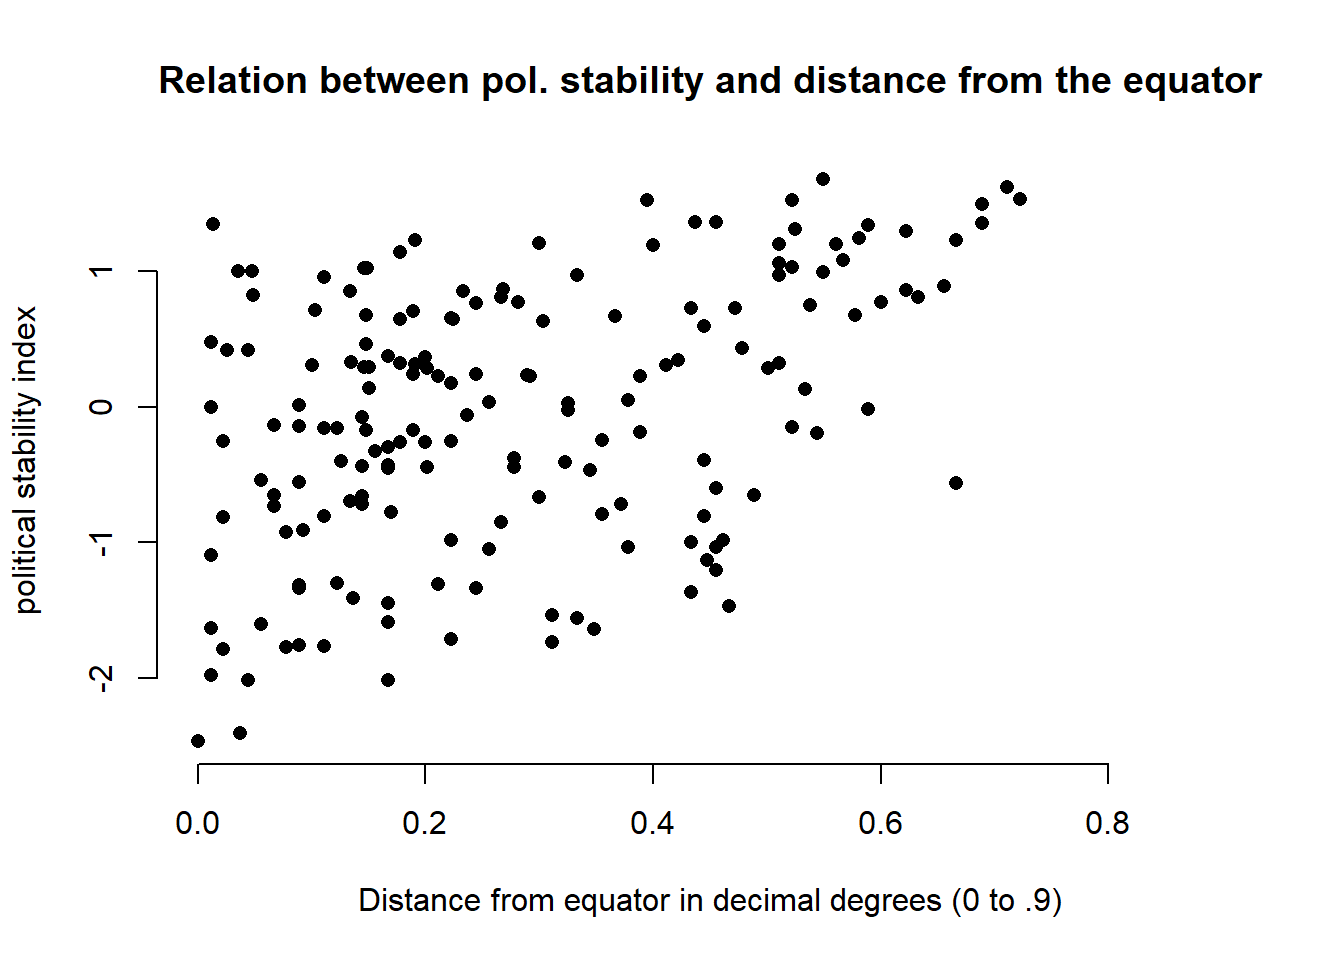 Relation between pol. stability and distance from the equator
political stability index
1
0
-1
-2
0.0 0.2 0.4 0.6 0.8
Distance from equator in decimal degrees (0 to .9)